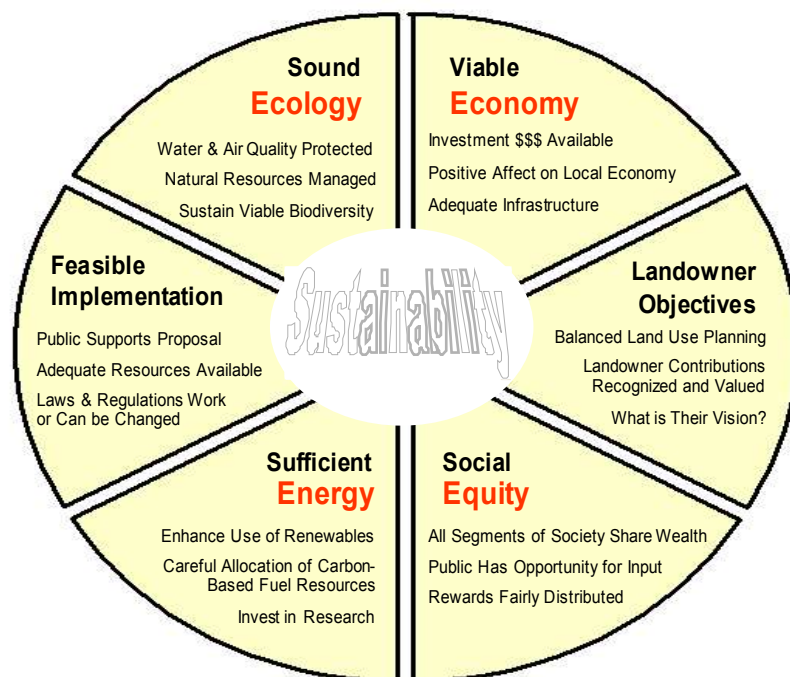 Sound
Ecology
Water & Air Quality Protected
Natural Resources Managed
Sustain Viable Biodiversity
Viable
Economy
Investment $$$ Available
Positive Affect on Local Economy
Adequate Infrastructure
Feasible
Implementation
Public Supports Proposal
Adequate Resources Available
Laws & Regulations Work
or Can be Changed
Sustainability
Landowner
Objectives
Balanced Land Use Planning
Landowner Contributions
Recognized and Valued
What is Their Vision?
Sufficient
Energy
Enhance Use of Renewables
Careful Allocation of Carbon-
Based Fuel Resources
Invest in Research
Social
Equity
All Segments of Society Share Wealth
Public Has Opportunity for Input
Rewards Fairly Distributed